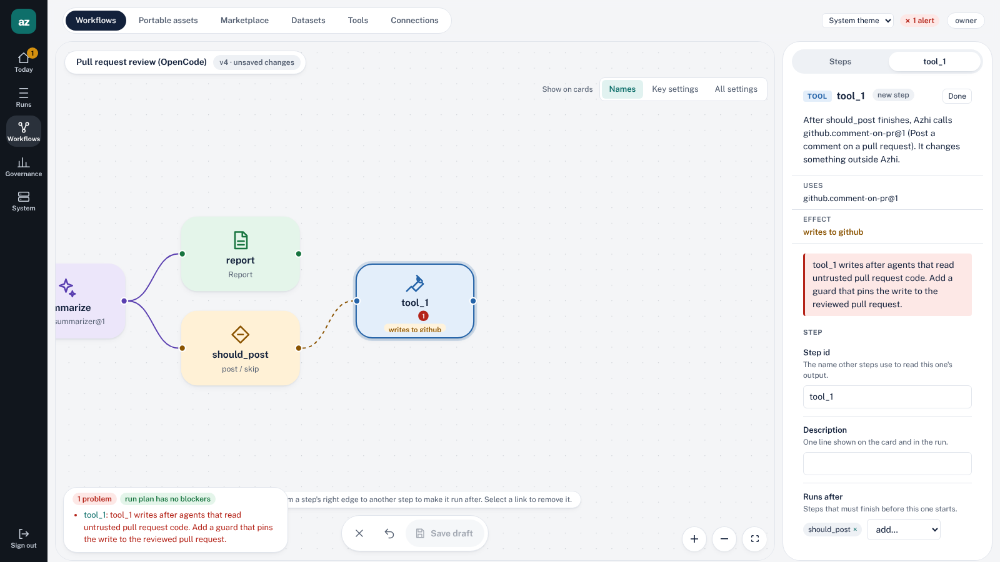 az
Workflows
Portable assets
Marketplace
Datasets
Tools
Connections
System theme
× 1 alert
owner
1
Today
Runs
Workflows
Governance
System
Sign out
Pull request review (OpenCode)
v4 · unsaved changes
Show on cards
Names
Key settings
All settings
report
Report
mmarize
summarizer@1
should_post
post / skip
tool_1
1
writes to github
1 problem
run plan has no blockers
• tool_1: tool_1 writes after agents that read
untrusted pull request code. Add a guard that pins
the write to the reviewed pull request.
m a step's right edge to another step to make it run after. Select a link to remove it.
Save draft
Steps
tool_1
TOOL
tool_1
new step
Done
After should_post finishes, Azhi calls
github.comment-on-pr@1 (Post a
comment on a pull request). It changes
something outside Azhi.
USES
github.comment-on-pr@1
EFFECT
writes to github
tool_1 writes after agents that read
untrusted pull request code. Add a
guard that pins the write to the
reviewed pull request.
STEP
Step id
The name other steps use to read this one's
output.
tool_1
Description
One line shown on the card and in the run.
Runs after
Steps that must finish before this one starts.
should_post ×
add...